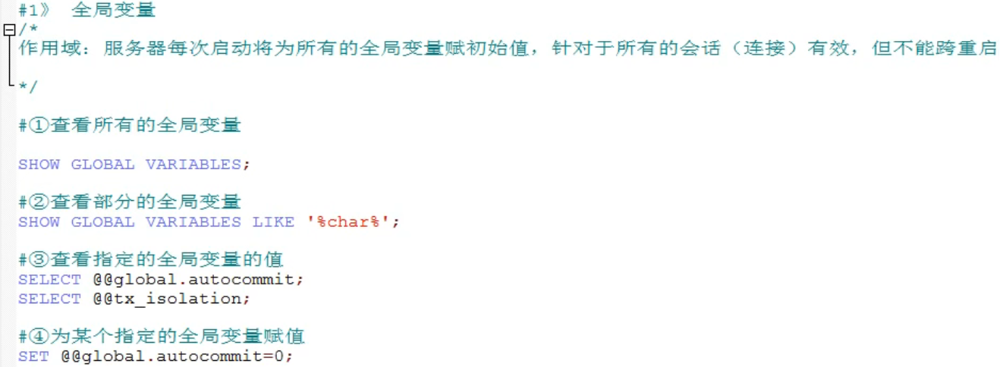 #1》 全局变量
/*
作用域：服务器每次启动将为所有的全局变量赋初始值，针对于所有的会话（连接）有效，但不能跨重启
*/
#①查看所有的全局变量
SHOW GLOBAL VARIABLES;
#②查看部分的全局变量
SHOW GLOBAL VARIABLES LIKE '%char%';
#③查看指定的全局变量的值
SELECT @@global.autocommit;
SELECT @@tx_isolation;
#④为某个指定的全局变量赋值
SET @@global.autocommit=0;